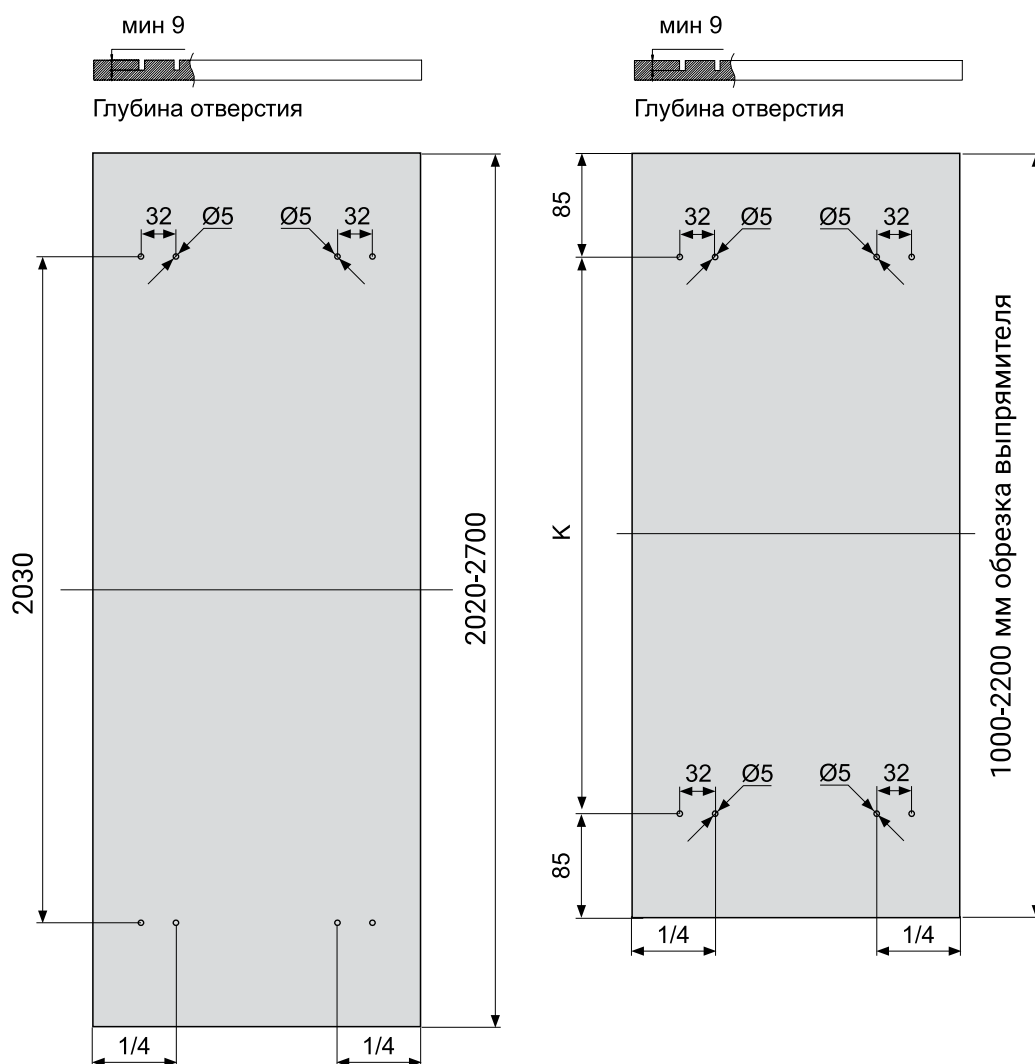 мин 9
Глубина отверстия
32
Ø5
Ø5
32
2030
2020-2700
1/4
1/4
мин 9
Глубина отверстия
85
32
Ø5
Ø5
32
K
1000-2200 мм обрезка выпрямителя
32
Ø5
Ø5
32
85
1/4
1/4